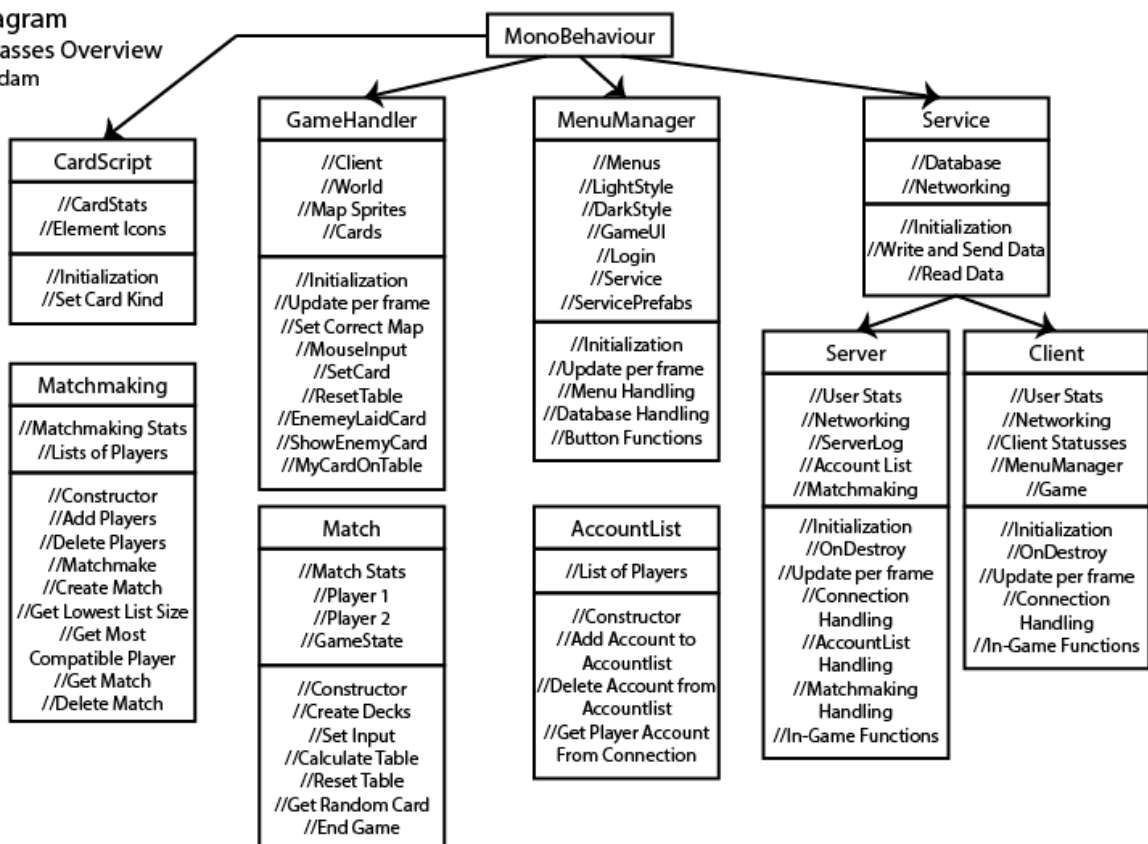 agram
asses Overview
dam
MonoBehaviour
CardScript
//CardStats
//Element Icons
//Initialization
//Set Card Kind
GameHandler
//Client
//World
//Map Sprites
//Cards
//Initialization
//Update per frame
//Set Correct Map
//MouseInput
//SetCard
//ResetTable
//EnemeyLaidCard
//ShowEnemyCard
//MyCardOnTable
MenuManager
//Menus
//LightStyle
//DarkStyle
//GameUI
//Login
//Service
//ServicePrefabs
//Initialization
//Update per frame
//Menu Handling
//Database Handling
//Button Functions
Service
//Database
//Networking
//Initialization
//Write and Send Data
//Read Data
Server
//User Stats
//Networking
//ServerLog
//Account List
//Matchmaking
//Initialization
//OnDestroy
//Update per frame
//Connection
Handling
//AccountList
Handling
//Matchmaking
Handling
//In-Game Functions
Client
//User Stats
//Networking
//Client Statusses
//MenuManager
//Game
//Initialization
//OnDestroy
//Update per frame
//Connection
Handling
//In-Game Functions
Matchmaking
//Matchmaking Stats
//Lists of Players
//Constructor
//Add Players
//Delete Players
//Matchmake
//Create Match
//Get Lowest List Size
//Get Most
Compatible Player
//Get Match
//Delete Match
Match
//Match Stats
//Player 1
//Player 2
//GameState
//Constructor
//Create Decks
//Set Input
//Calculate Table
//Reset Table
//Get Random Card
//End Game
AccountList
//List of Players
//Constructor
//Add Account to
Accountlist
//Delete Account from
Accountlist
//Get Player Account
From Connection